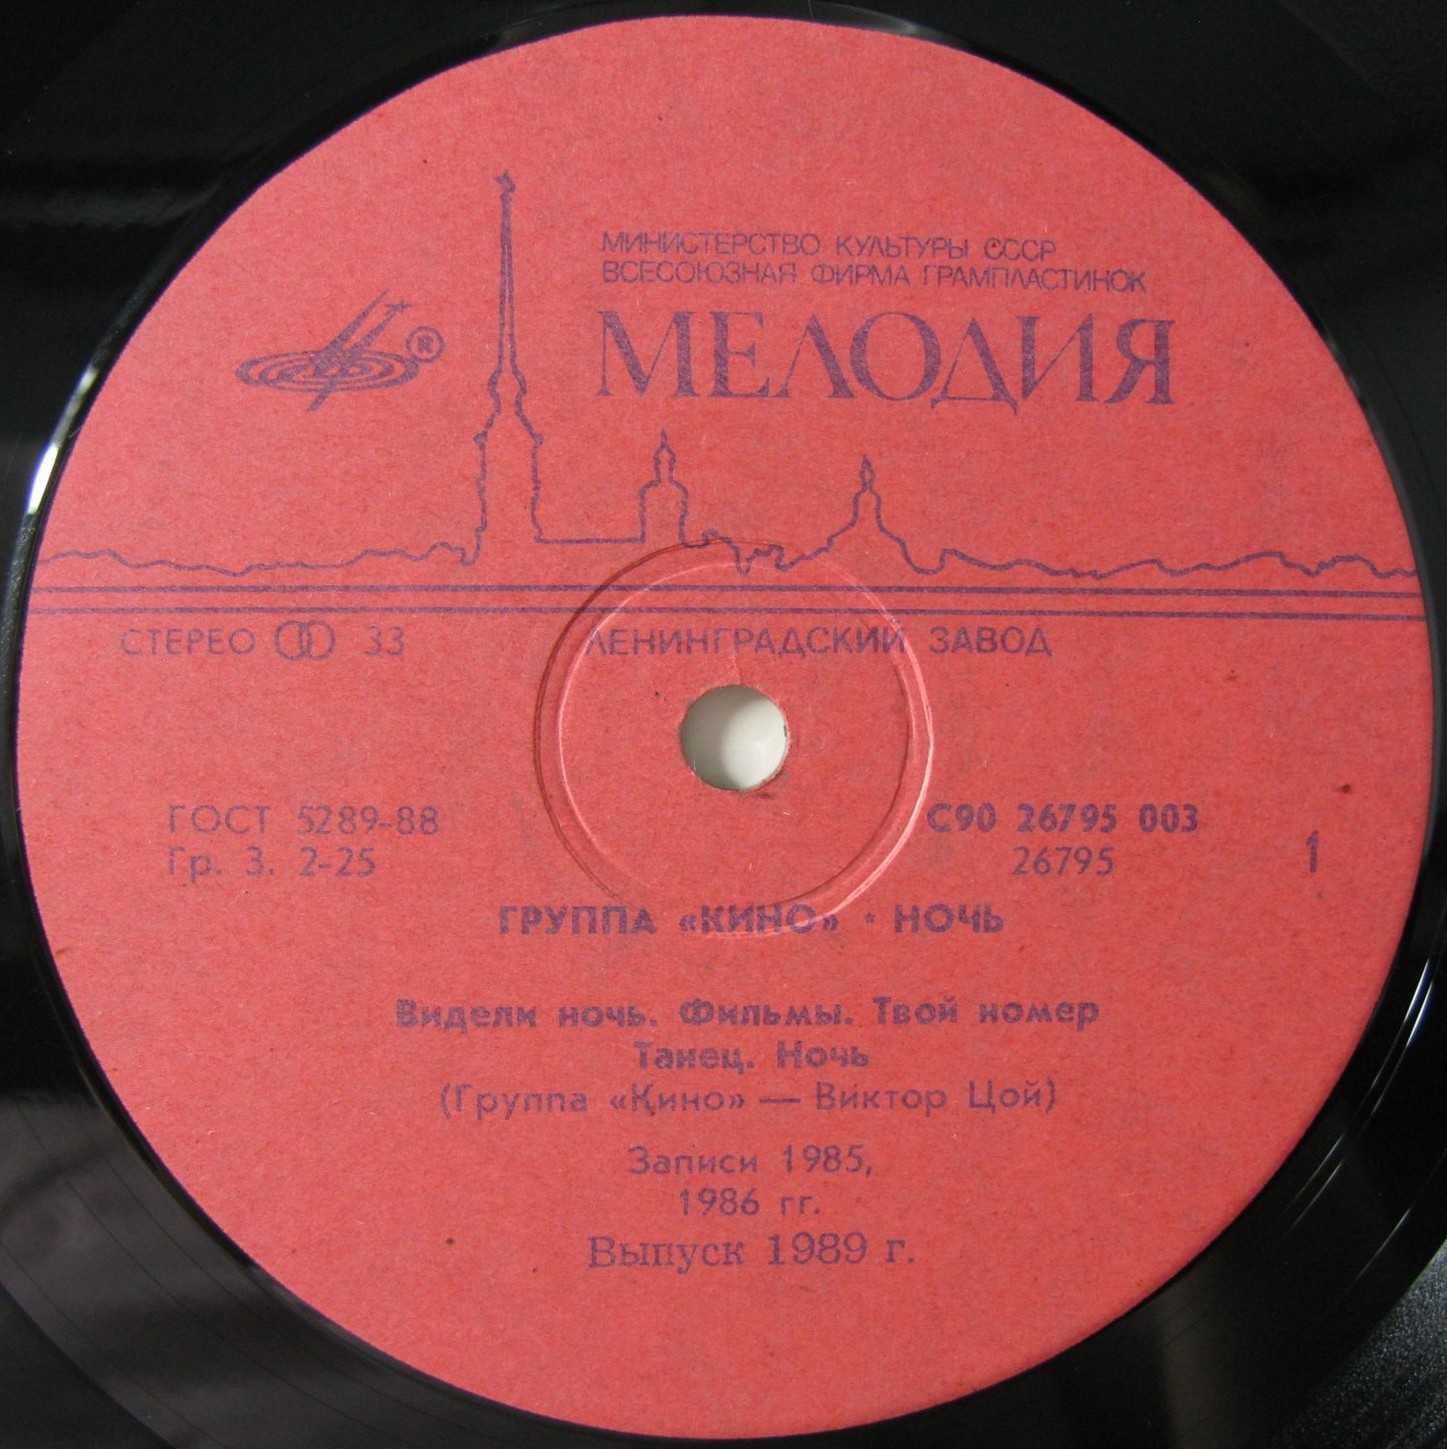 МИНИСТЕРСТВО КУЛЬТУРЫ СССР
ВСЕСОЮЗНАЯ ФИРМА ГРАМПЛАСТИНОК
МЕЛОДИЯ
®
СТЕРЕО 33 ЛЕНИНГРАДСКИЙ ЗАВОД
ГОСТ 5289-88 С90 26795 003
Гр. 3. 2-25 26795 1
ГРУППА «КИНО» • НОЧЬ
Видели ночь. Фильмы. Твой номер
Танец. Ночь
(Группа «Кино» — Виктор Цой)
Записи 1985,
1986 гг.
Выпуск 1989 г.